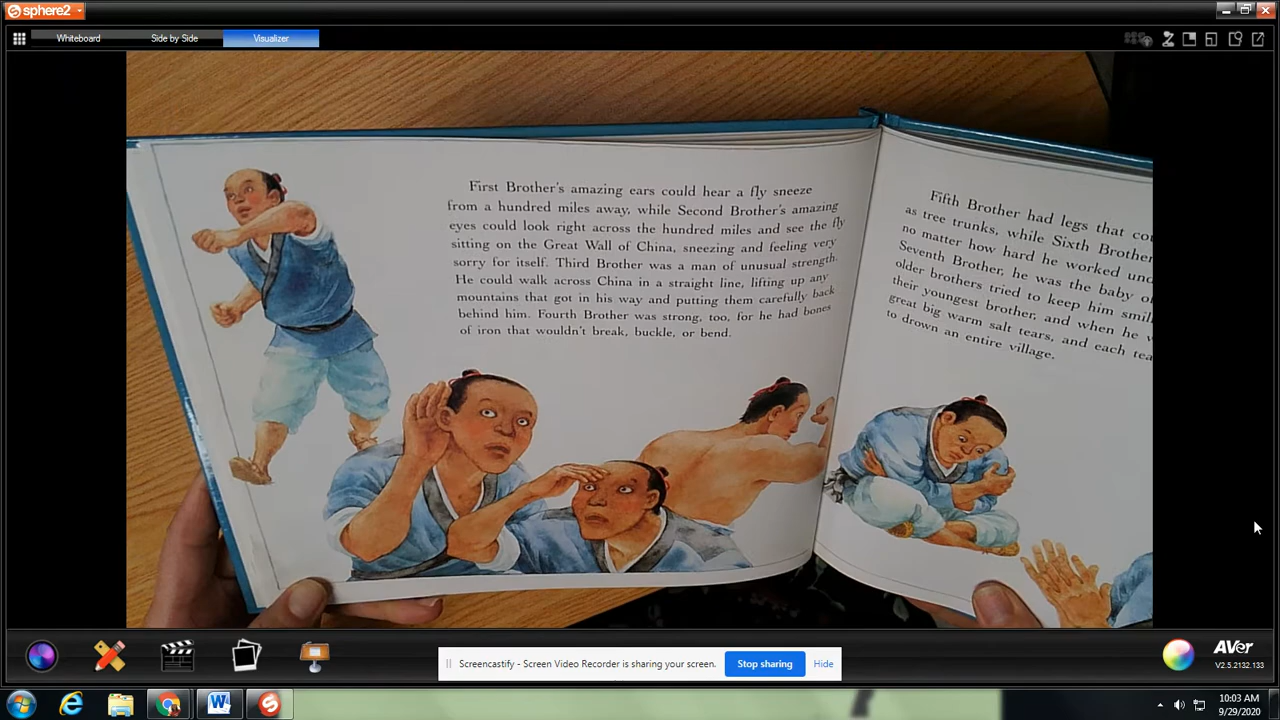 sphere2
Whiteboard
Side by Side
Visualizer
First Brother's amazing ears could hear a fly sneeze
from a hundred miles away, while Second Brother's amazing
eyes could look right across the hundred miles and see the fly
sitting on the Great Wall of China, sneezing and feeling very
sorry for itself. Third Brother was a man of unusual strength.
He could walk across China in a straight line, lifting up any
mountains that got in his way and putting them carefully back
behind him. Fourth Brother was strong, too, for he had bones
of iron that wouldn't break, buckle, or bend.
Fifth Brother had legs that
as tree trunks, while Sixth Brother
no matter how hard he worked
Seventh Brother, he was the baby
older brothers tried to keep him
their youngest brother, and when he
great big warm salt tears, and each
to drown an entire village.
Screencastify - Screen Video Recorder is sharing your screen.
Stop sharing
Hide
AVer
V2.5.2132.133
10:03 AM
9/29/2020